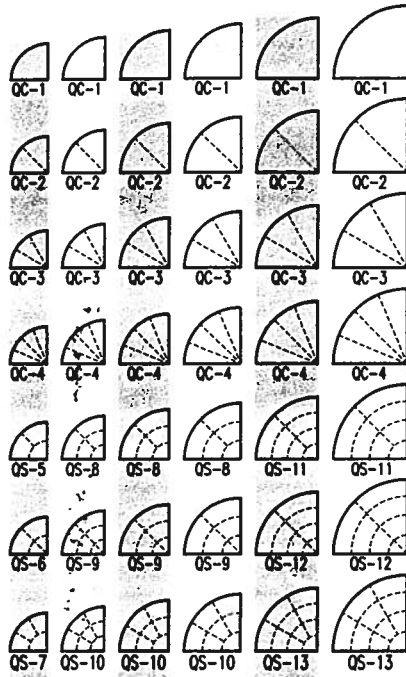 QC-1 QC-1 QC-1 QC-1 QC-1 QC-1
QC-2 QC-2 QC-2 QC-2 QC-2 QC-2
QC-3 QC-3 QC-3 QC-3 QC-3 QC-3
QC-4 QC-4 QC-4 QC-4 QC-4 QC-4
QS-5 QS-8 QS-8 QS-8 QS-11 QS-11
QS-6 QS-9 QS-9 QS-9 QS-12 QS-12
QS-7 QS-10 QS-10 QS-10 QS-13 QS-13